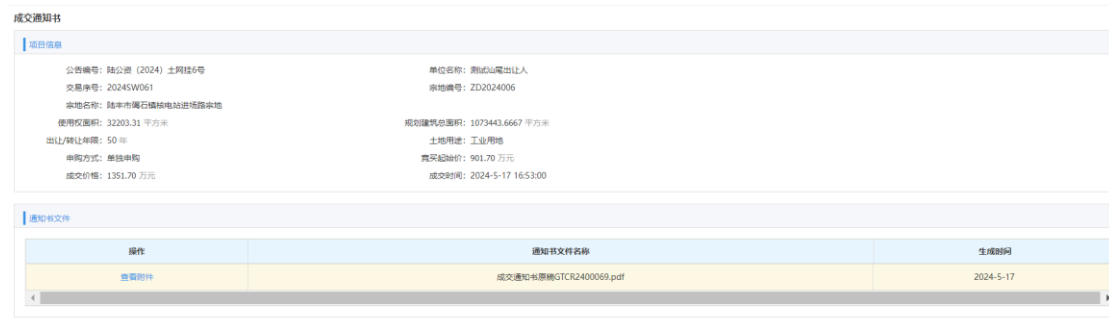 成交通知书
项目信息
公告编号: 陆公资（2024）土网挂6号 单位名称: 测试汕尾出让人
交易序号: 2024SW061 宗地编号: ZD2024006
宗地名称: 陆丰市碣石镇核电站进场路宗地
使用权面积: 32203.31 平方米 规划建筑总面积: 1073443.6667 平方米
出让/转让年限: 50 年 土地用途: 工业用地
申购方式: 单独申购 竞买起始价: 901.70 万元
成交价格: 1351.70 万元 成交时间: 2024-5-17 16:53:00
通知书文件
操作 通知书文件名称 生成时间
查看附件 成交通知书原稿GTCR2400069.pdf 2024-5-17